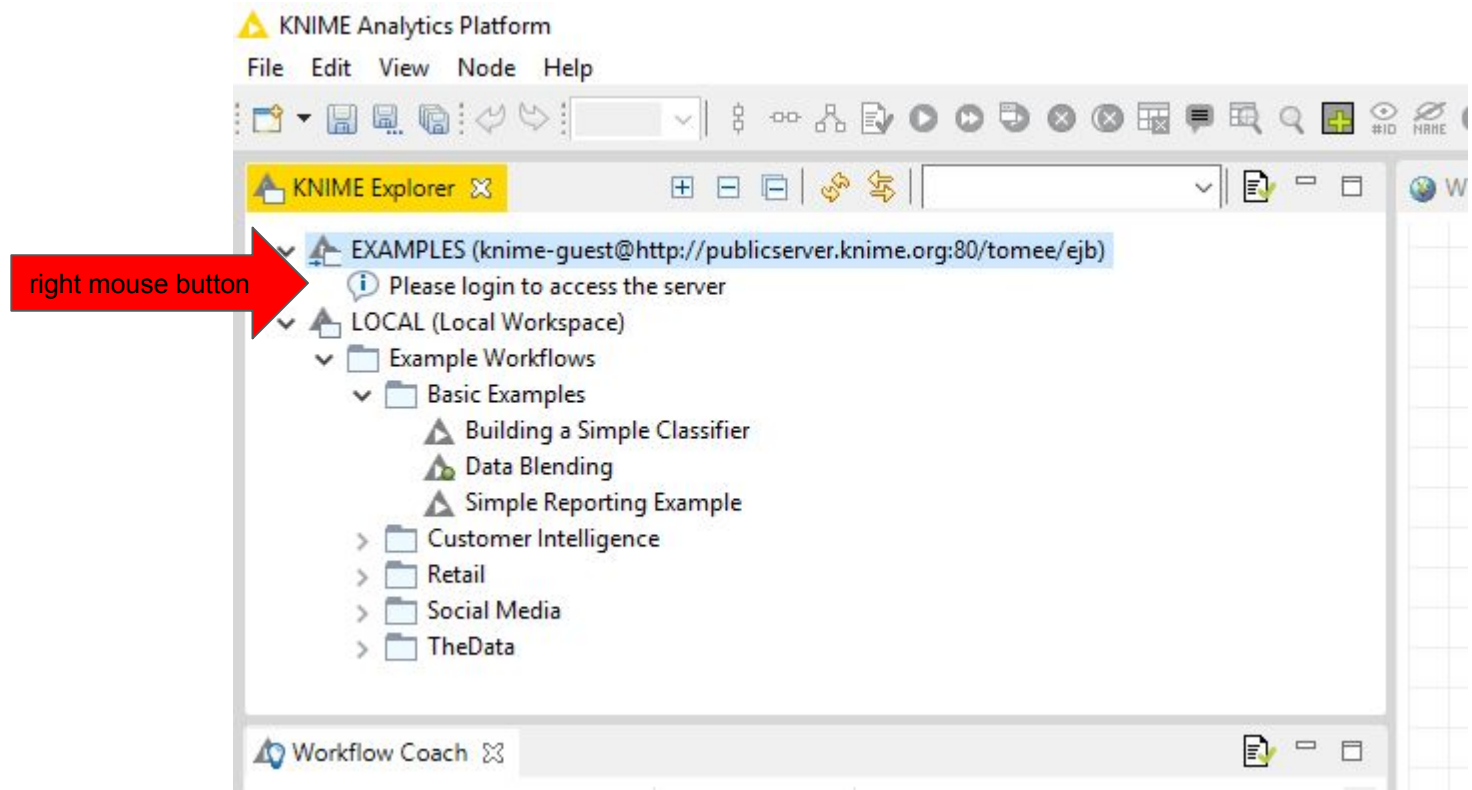 KNIME Analytics Platform
File Edit View Node Help
#ID NAME
KNIME Explorer
W
EXAMPLES (knime-guest@http://publicserver.knime.org:80/tomee/ejb)
right mouse button
Please login to access the server
LOCAL (Local Workspace)
Example Workflows
Basic Examples
Building a Simple Classifier
Data Blending
Simple Reporting Example
Customer Intelligence
Retail
Social Media
TheData
Workflow Coach